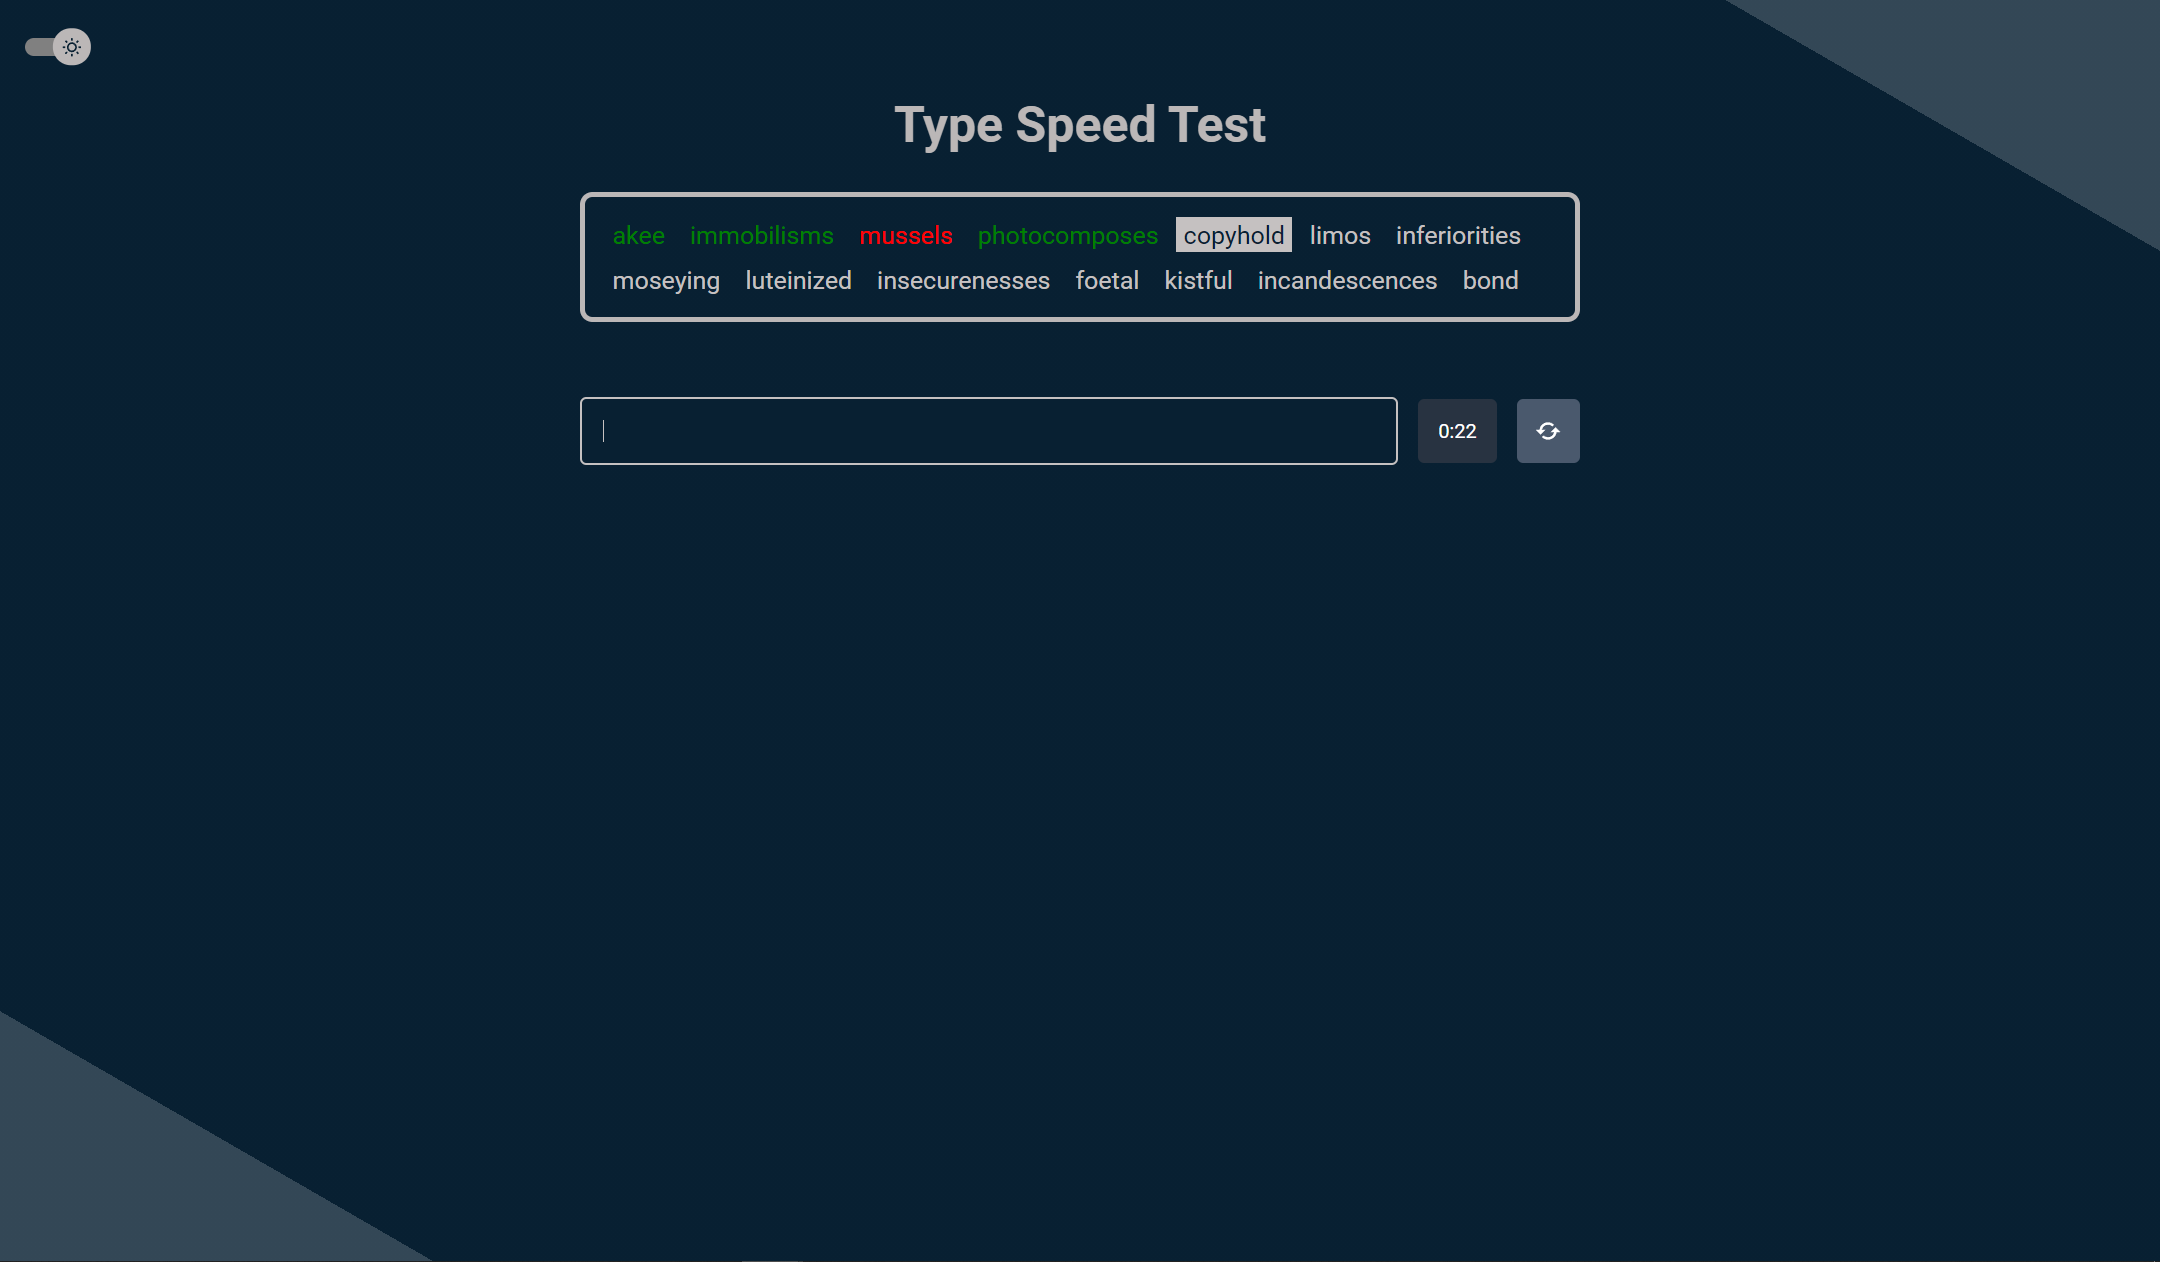 Type Speed Test
akee immobilisms mussels photocomposes copyhold limos inferiorities
moseying luteinized insecurenesses foetal kistful incandescences bond
0:22